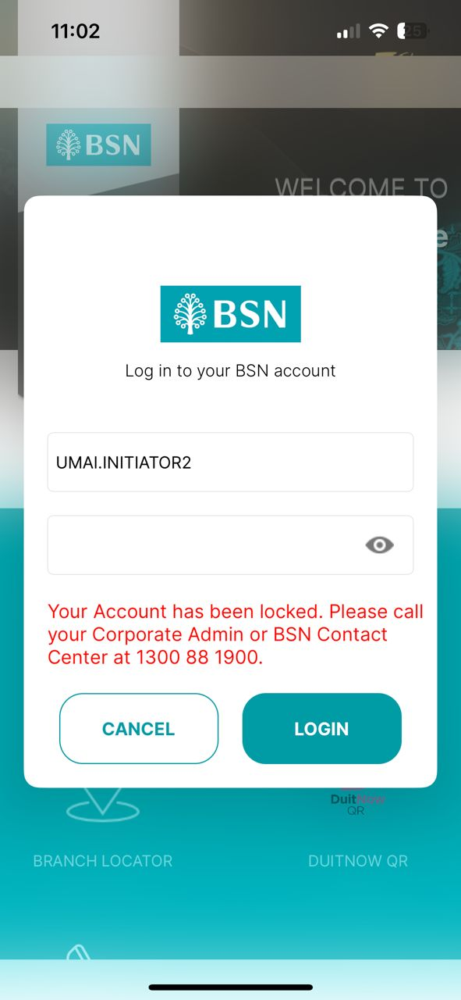 11:02
25
BSN
WELCOME TO
e
BSN
Log in to your BSN account
UMAI.INITIATOR2
Your Account has been locked. Please call
your Corporate Admin or BSN Contact
Center at 1300 88 1900.
CANCEL
LOGIN
DuitNow
QR
BRANCH LOCATOR
DUITNOW QR